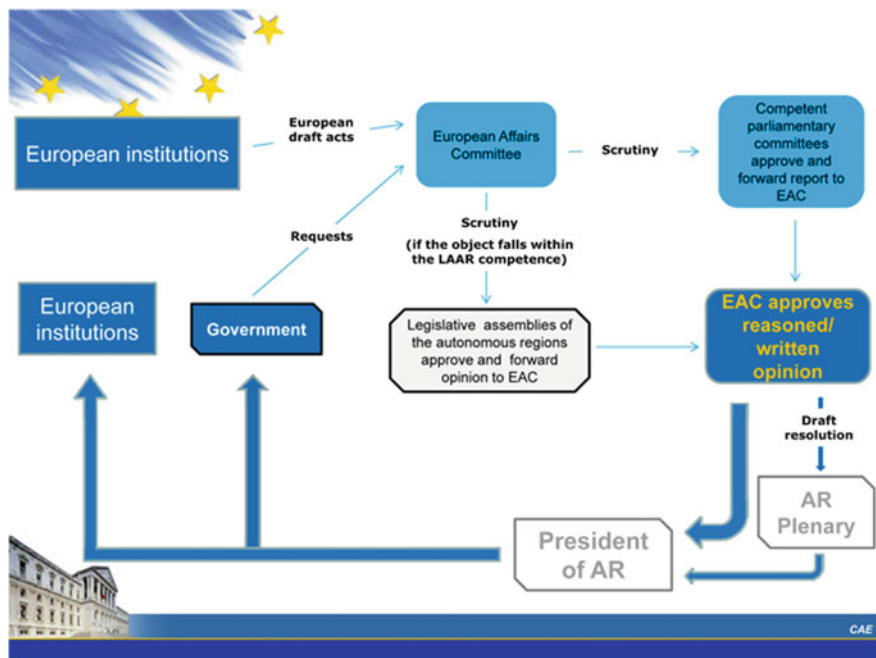 European institutions
European
draft acts
European Affairs
Committee
Scrutiny
Competent
parliamentary
committees
approve and
forward report to
EAC
Requests
Scrutiny
(if the object falls within
the LAAR competence)
European
institutions
Government
Legislative assemblies of
the autonomous regions
approve and forward
opinion to EAC
EAC approves
reasoned/
written
opinion
Draft
resolution
AR
Plenary
President
of AR
CAE